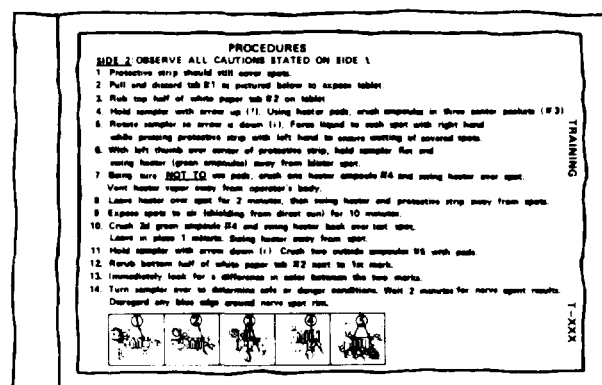 PROCEDURES
SIDE 2: OBSERVE ALL CAUTIONS STATED ON SIDE 1.
1 Protective strip should still cover spots.
2 Pull and discard tab #1 as pictured below to expose tablet.
3. Rub top half of white paper tab #2 on tablet
4. Hold sampler with arrow up (↑). Using heater pads, crush ampoules in three center pockets (#3)
5. Rotate sampler so arrow is down (↓). Force liquid to each spot with right hand
while pressing protective strip with left hand to ensure wetting of covered spots.
6. With left thumb over center of protective strip, hold sampler flat and
swing heater (green ampoules) away from blister spot.
7 Being sure NOT TO use pads, crush one heater ampoule #4 and swing heater over spot.
Vent heater vapor away from operator's body.
8 Leave heater over spot for 2 minutes, then swing heater and protective strip away from spots.
9 Expose spots to air (shielding from direct sun) for 10 minutes.
10. Crush 2d green ampoule #4 and swing heater back over test spot.
Leave in place 1 minute. Swing heater away from spot.
11 Hold sampler with arrow down (↓) Crush two outside ampoules #5 with pads.
12. Rerub bottom half of white paper tab #2 next to 1st mark.
13. Immediately look for a difference in color between the two marks.
14. Turn sampler over to determine safe or danger conditions. Wait 2 minutes for nerve agent results.
Disregard any blue edge around nerve spot rim.
1 2 3 4 5
TRAINING
T-XXX